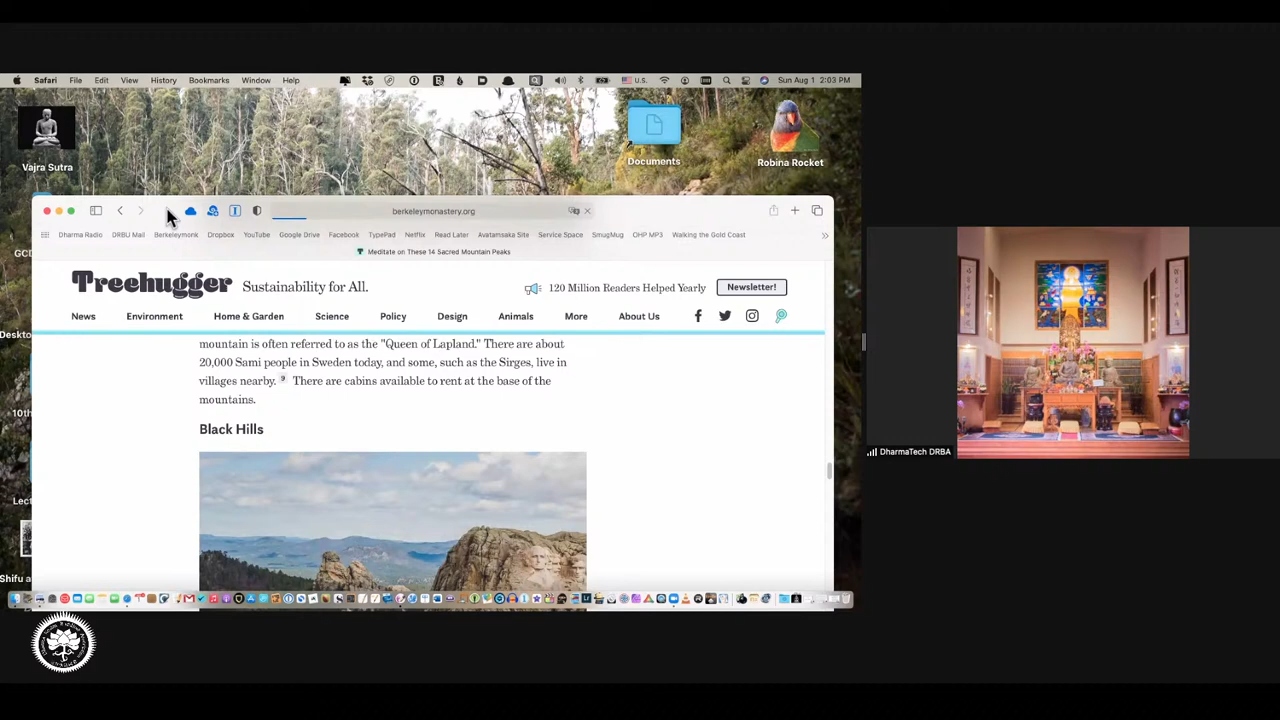 Safari File Edit View History Bookmarks Window Help U.S. Sun Aug 1 2:03 PM
Vajra Sutra
Documents
Robina Rocket
berkeleymonastery.org
Dharma Radio DRBU Mail Berkeleymonk Dropbox YouTube Google Drive Facebook TypePad Netflix Read Later Avatamsaka Site Service Space SmugMug OHP MP3 Walking the Gold Coast
Meditate on These 14 Sacred Mountain Peaks
Treehugger Sustainability for All. 120 Million Readers Helped Yearly Newsletter!
News Environment Home & Garden Science Policy Design Animals More About Us
mountain is often referred to as the "Queen of Lapland." There are about
20,000 Sami people in Sweden today, and some, such as the Sirges, live in
villages nearby. 9 There are cabins available to rent at the base of the
mountains.
Black Hills
GCD
Deskto
10th
Lect
Shifu a
DharmaTech DRBA